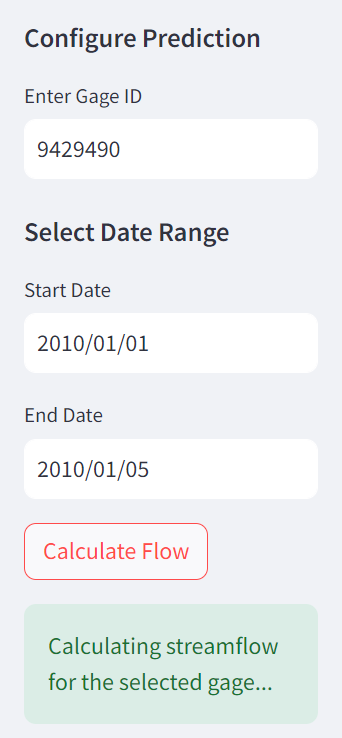 Configure Prediction
Enter Gage ID
9429490
Select Date Range
Start Date
2010/01/01
End Date
2010/01/05
Calculate Flow
Calculating streamflow
for the selected gage...